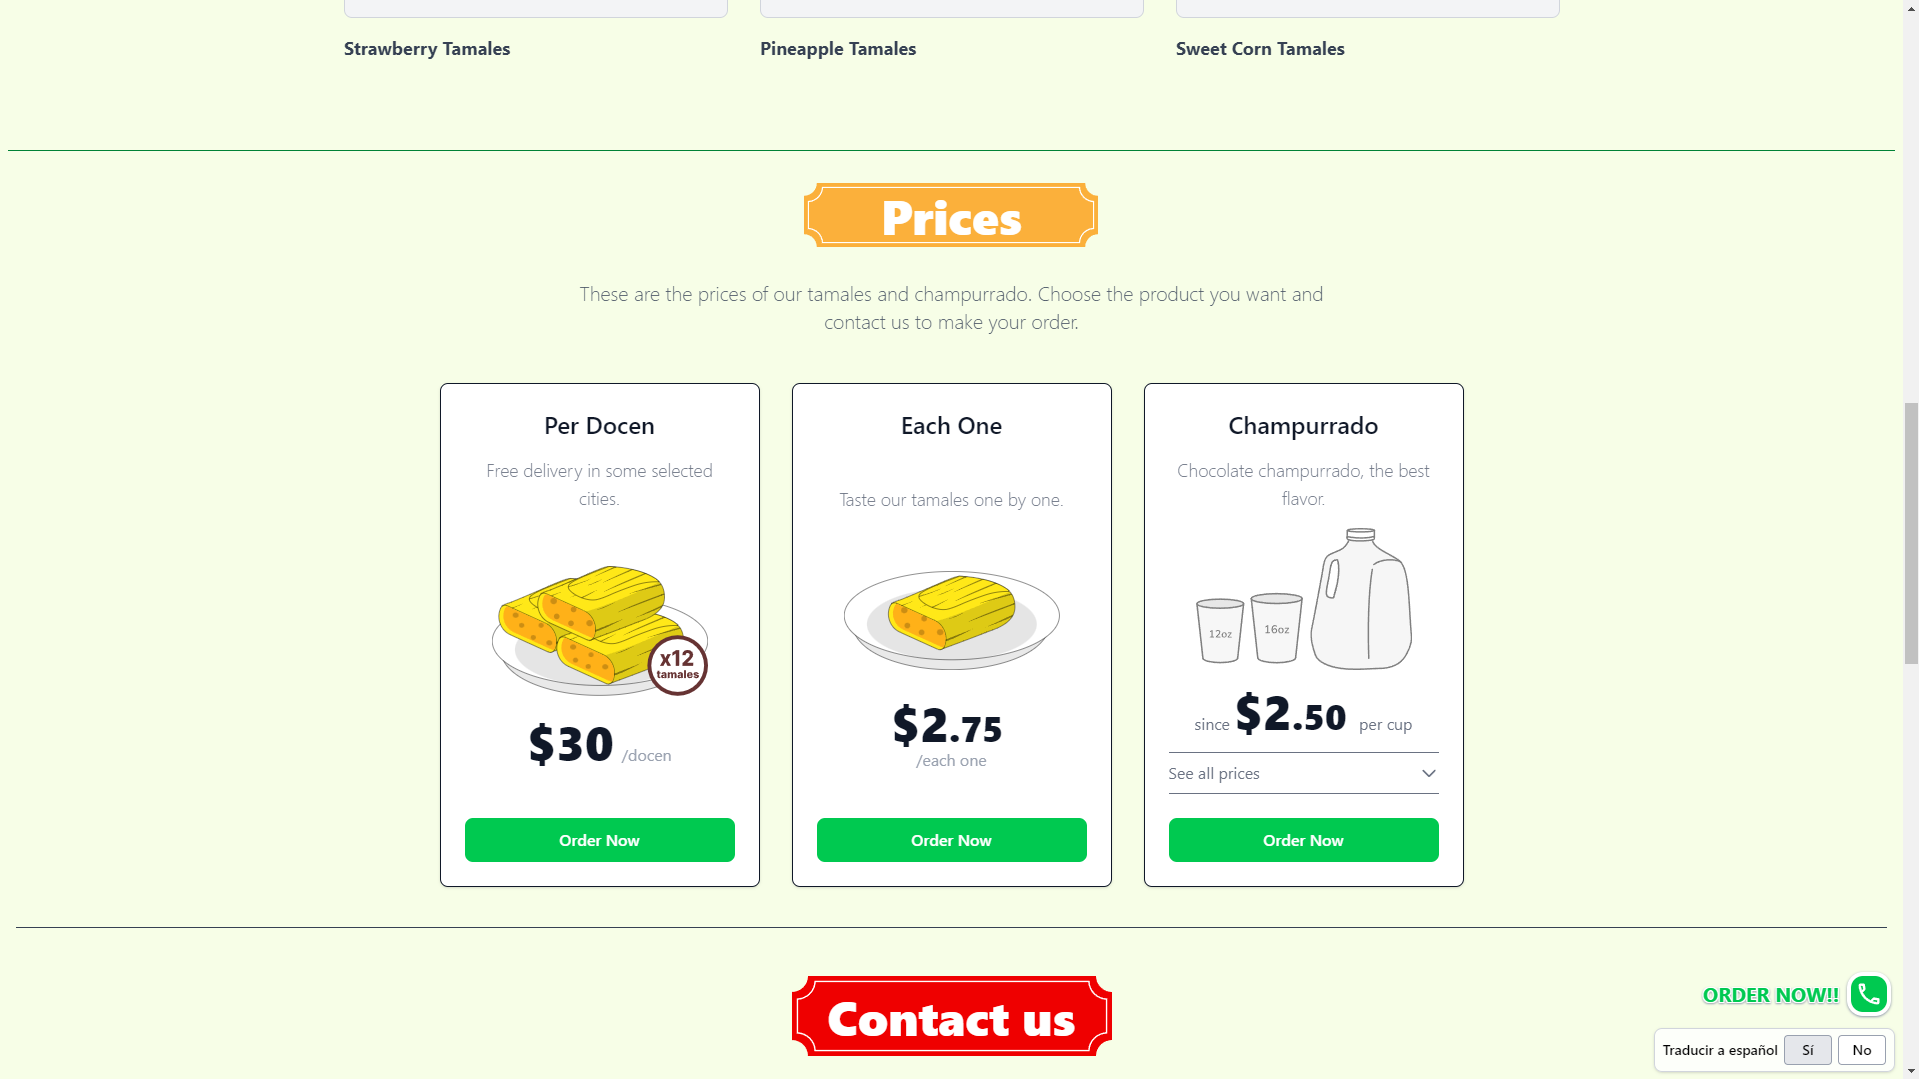 Strawberry Tamales
Pineapple Tamales
Sweet Corn Tamales
Prices
These are the prices of our tamales and champurrado. Choose the product you want and
contact us to make your order.
Per Docen
Free delivery in some selected
cities.
x12
tamales
$30 /docen
Order Now
Each One
Taste our tamales one by one.
$2.75
/each one
Order Now
Champurrado
Chocolate champurrado, the best
flavor.
12oz
16oz
since $2.50 per cup
See all prices
Order Now
Contact us
ORDER NOW!!
Traducir a español Sí No